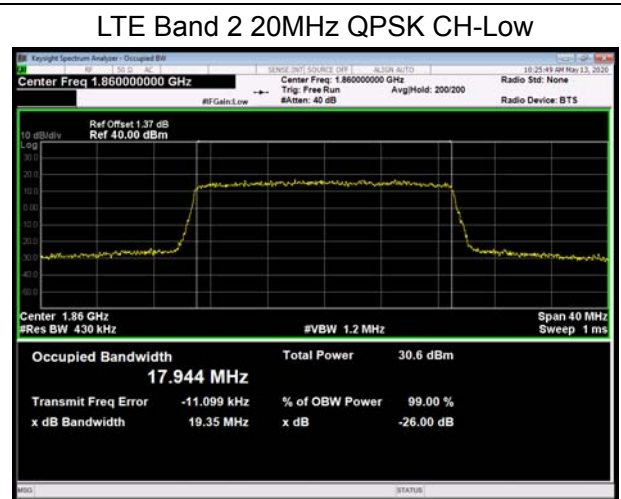 LTE Band 2 20MHz QPSK CH-Low
Keysight Spectrum Analyzer - Occupied BW
RF 50 Ω AC SENSE:INT SOURCE OFF ALIGN AUTO 10:25:49 AM May 13, 2020
Center Freq 1.860000000 GHz Center Freq: 1.860000000 GHz Radio Std: None
Trig: Free Run Avg|Hold: 200/200
#IFGain:Low #Atten: 40 dB Radio Device: BTS
Ref Offset 1.37 dB
10 dB/div Ref 40.00 dBm
Log
30.0
20.0
10.0
0.00
-10.0
-20.0
-30.0
-40.0
-50.0
Center 1.86 GHz Span 40 MHz
#Res BW 430 kHz #VBW 1.2 MHz Sweep 1 ms
Occupied Bandwidth Total Power 30.6 dBm
17.944 MHz
Transmit Freq Error -11.099 kHz % of OBW Power 99.00 %
x dB Bandwidth 19.35 MHz x dB -26.00 dB
MSG STATUS